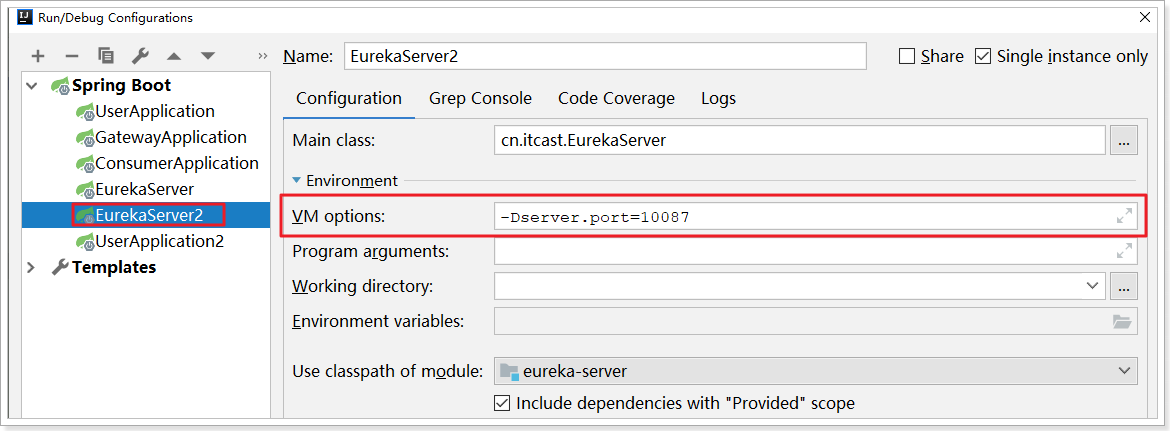 Run/Debug Configurations
Name: EurekaServer2 Share Single instance only
Spring Boot
UserApplication
GatewayApplication
ConsumerApplication
EurekaServer
EurekaServer2
UserApplication2
Templates
Configuration Grep Console Code Coverage Logs
Main class: cn.itcast.EurekaServer ...
Environment
VM options: -Dserver.port=10087
Program arguments:
Working directory: ...
Environment variables:
Use classpath of module: eureka-server
Include dependencies with "Provided" scope